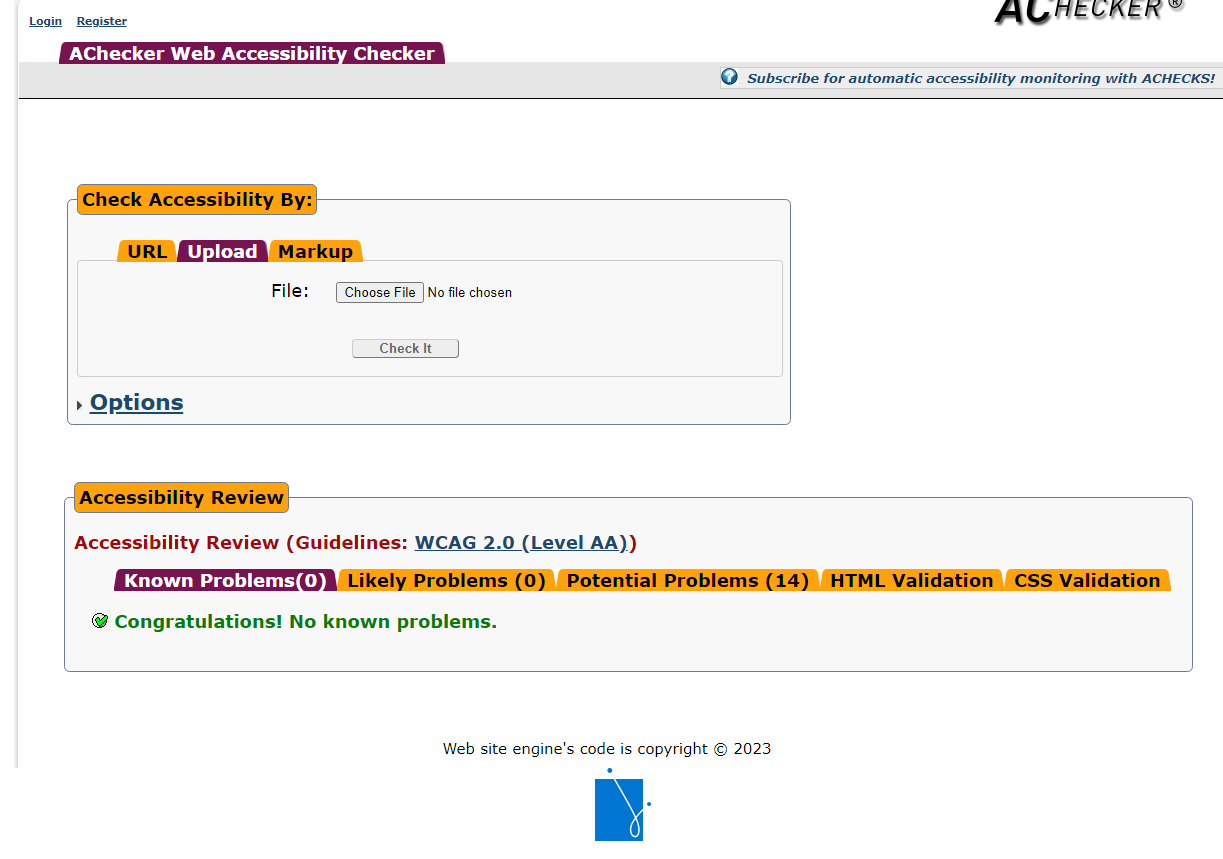 ACHECKER ®
Login Register
AChecker Web Accessibility Checker
Subscribe for automatic accessibility monitoring with ACHECKS!
Check Accessibility By:
URL Upload Markup
File: Choose File No file chosen
Check It
Options
Accessibility Review
Accessibility Review (Guidelines: WCAG 2.0 (Level AA))
Known Problems(0) Likely Problems (0) Potential Problems (14) HTML Validation CSS Validation
Congratulations! No known problems.
Web site engine's code is copyright © 2023